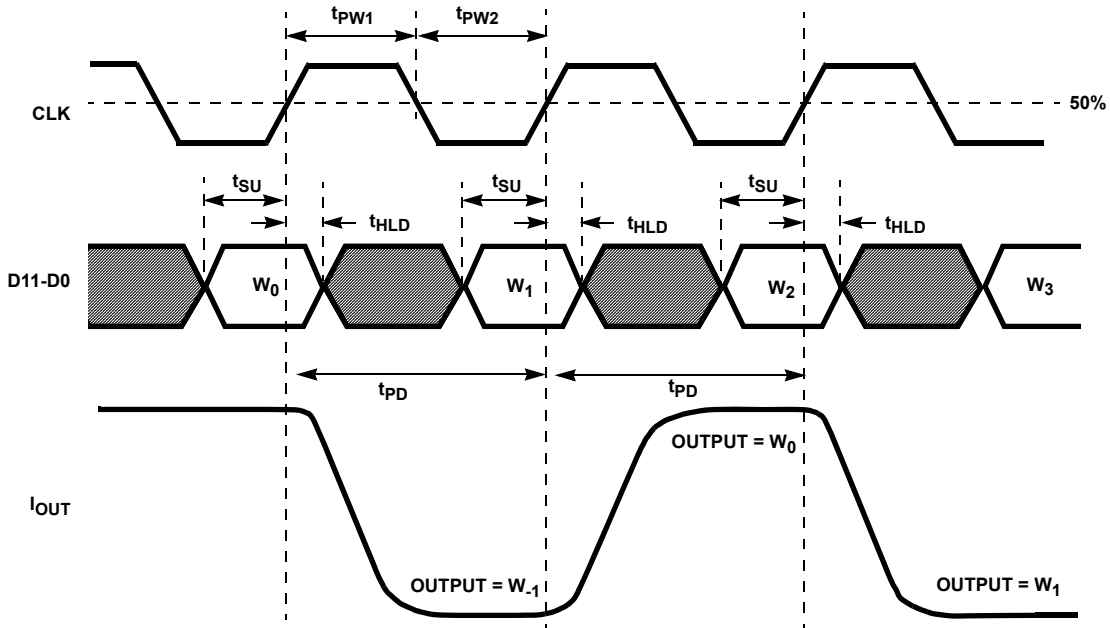 tPW1 tPW2
CLK 50%
tSU tSU tSU
tHLD tHLD tHLD
D11-D0 W0 W1 W2 W3
tPD tPD
OUTPUT = W0
IOUT
OUTPUT = W-1 OUTPUT = W1